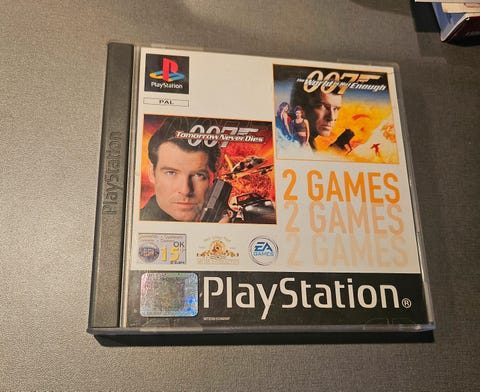 PlayStation
PAL
007
The World Is Not Enough
007
Tomorrow Never Dies
2 GAMES
2 GAMES
2 GAMES
OK
15
EA
GAMES
PlayStation®
PlayStation